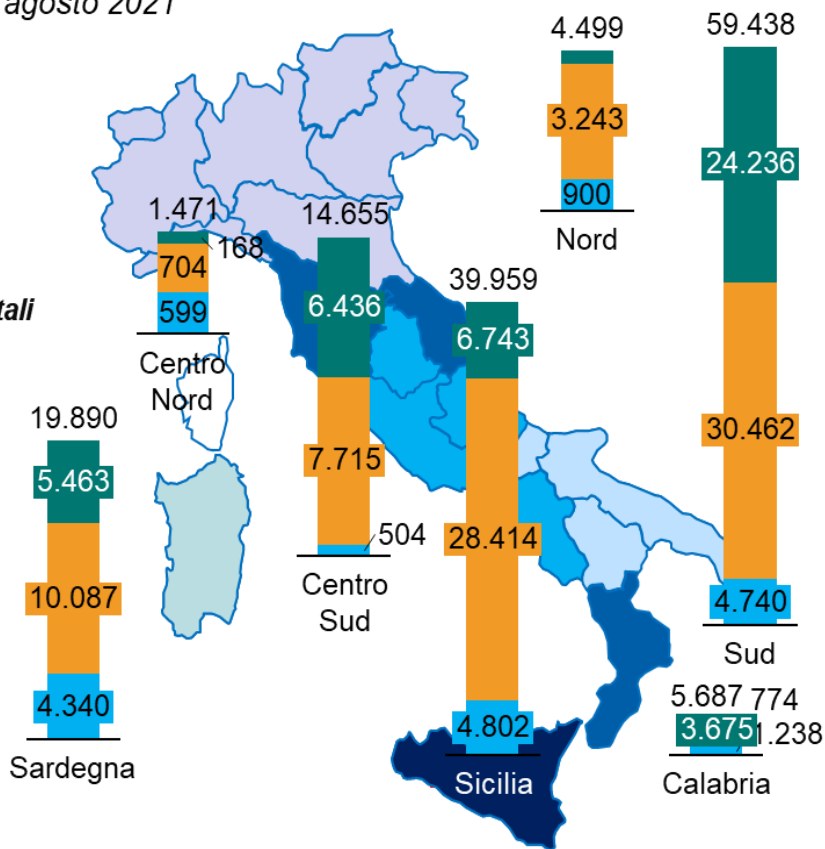 agosto 2021
4.499
59.438
3.243
24.236
900
Nord
1.471
14.655
168
704
599
6.436
39.959
6.743
tali
Centro
Nord
19.890
5.463
7.715
30.462
504
28.414
10.087
Centro
Sud
4.740
Sud
4.340
4.802
5.687
774
3.675
1.238
Sardegna
Sicilia
Calabria